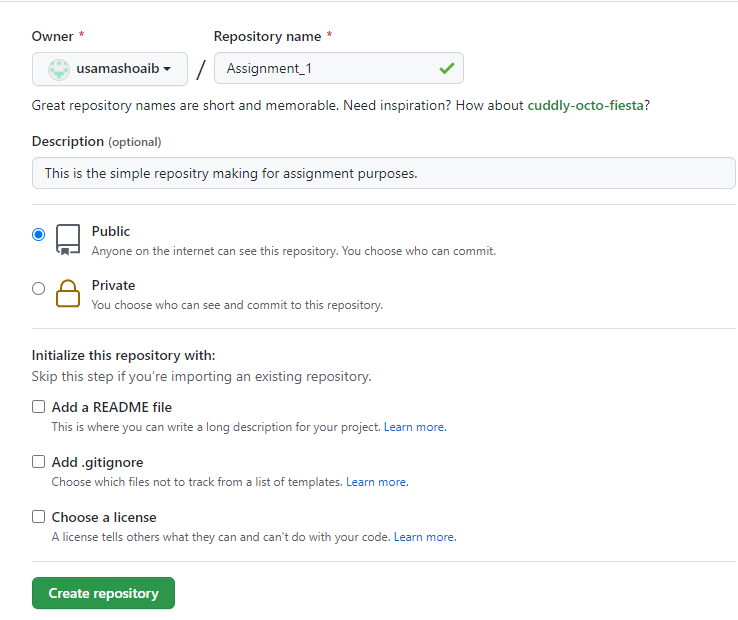 Owner * Repository name *
usamashoaib / Assignment_1
Great repository names are short and memorable. Need inspiration? How about cuddly-octo-fiesta?
Description (optional)
This is the simple repositry making for assignment purposes.
Public
Anyone on the internet can see this repository. You choose who can commit.
Private
You choose who can see and commit to this repository.
Initialize this repository with:
Skip this step if you're importing an existing repository.
Add a README file
This is where you can write a long description for your project. Learn more.
Add .gitignore
Choose which files not to track from a list of templates. Learn more.
Choose a license
A license tells others what they can and can't do with your code. Learn more.
Create repository